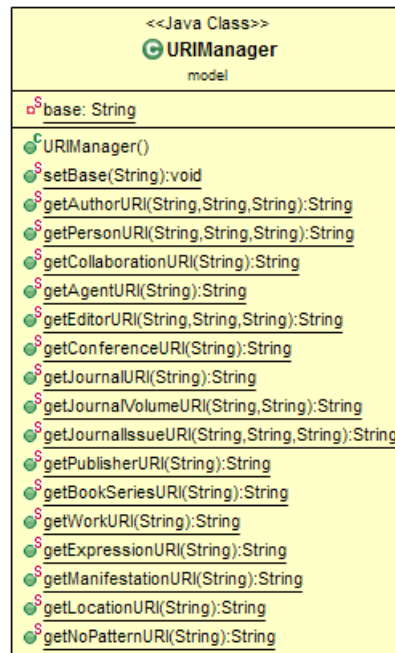 <<Java Class>>
C URIManager
model
S base: String
C URIManager()
S setBase(String):void
S getAuthorURI(String,String,String):String
S getPersonURI(String,String,String):String
S getCollaborationURI(String):String
S getAgentURI(String):String
S getEditorURI(String,String,String):String
S getConferenceURI(String):String
S getJournalURI(String):String
S getJournalVolumeURI(String,String):String
S getJournalIssueURI(String,String,String):String
S getPublisherURI(String):String
S getBookSeriesURI(String):String
S getWorkURI(String):String
S getExpressionURI(String):String
S getManifestationURI(String):String
S getLocationURI(String):String
S getNoPatternURI(String):String